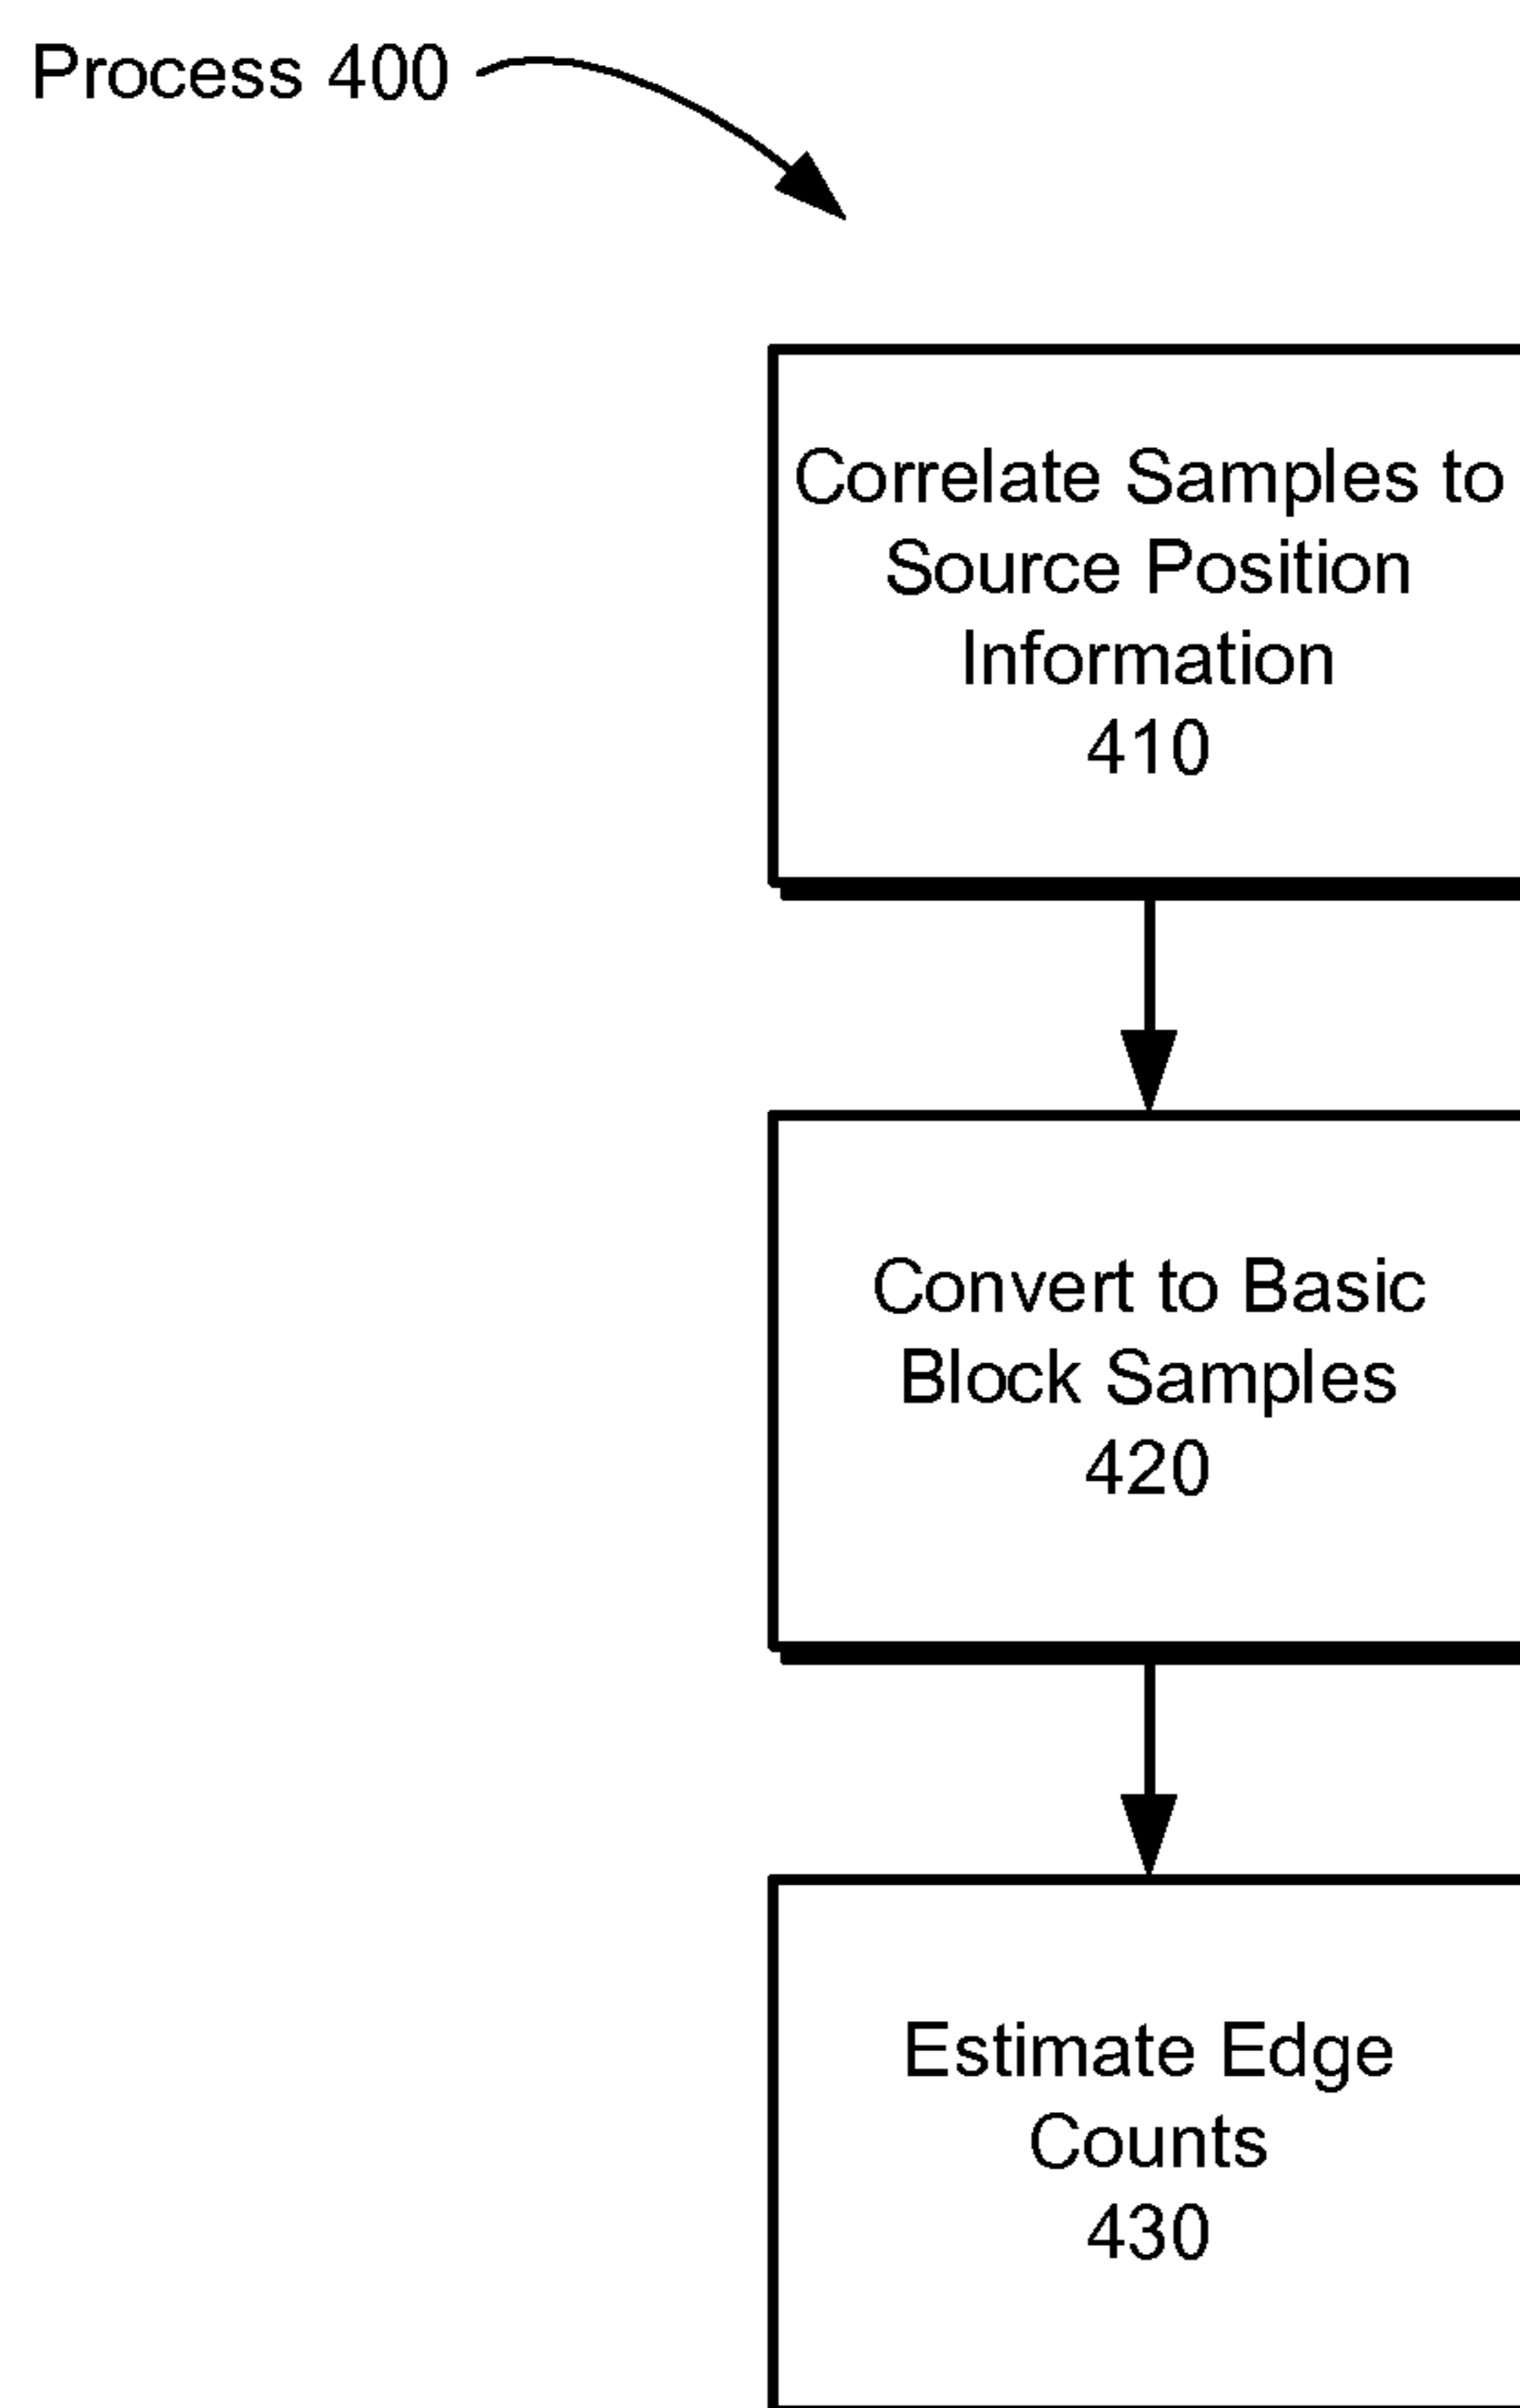 Process 400
Correlate Samples to
Source Position
Information
410
Convert to Basic
Block Samples
420
Estimate Edge
Counts
430